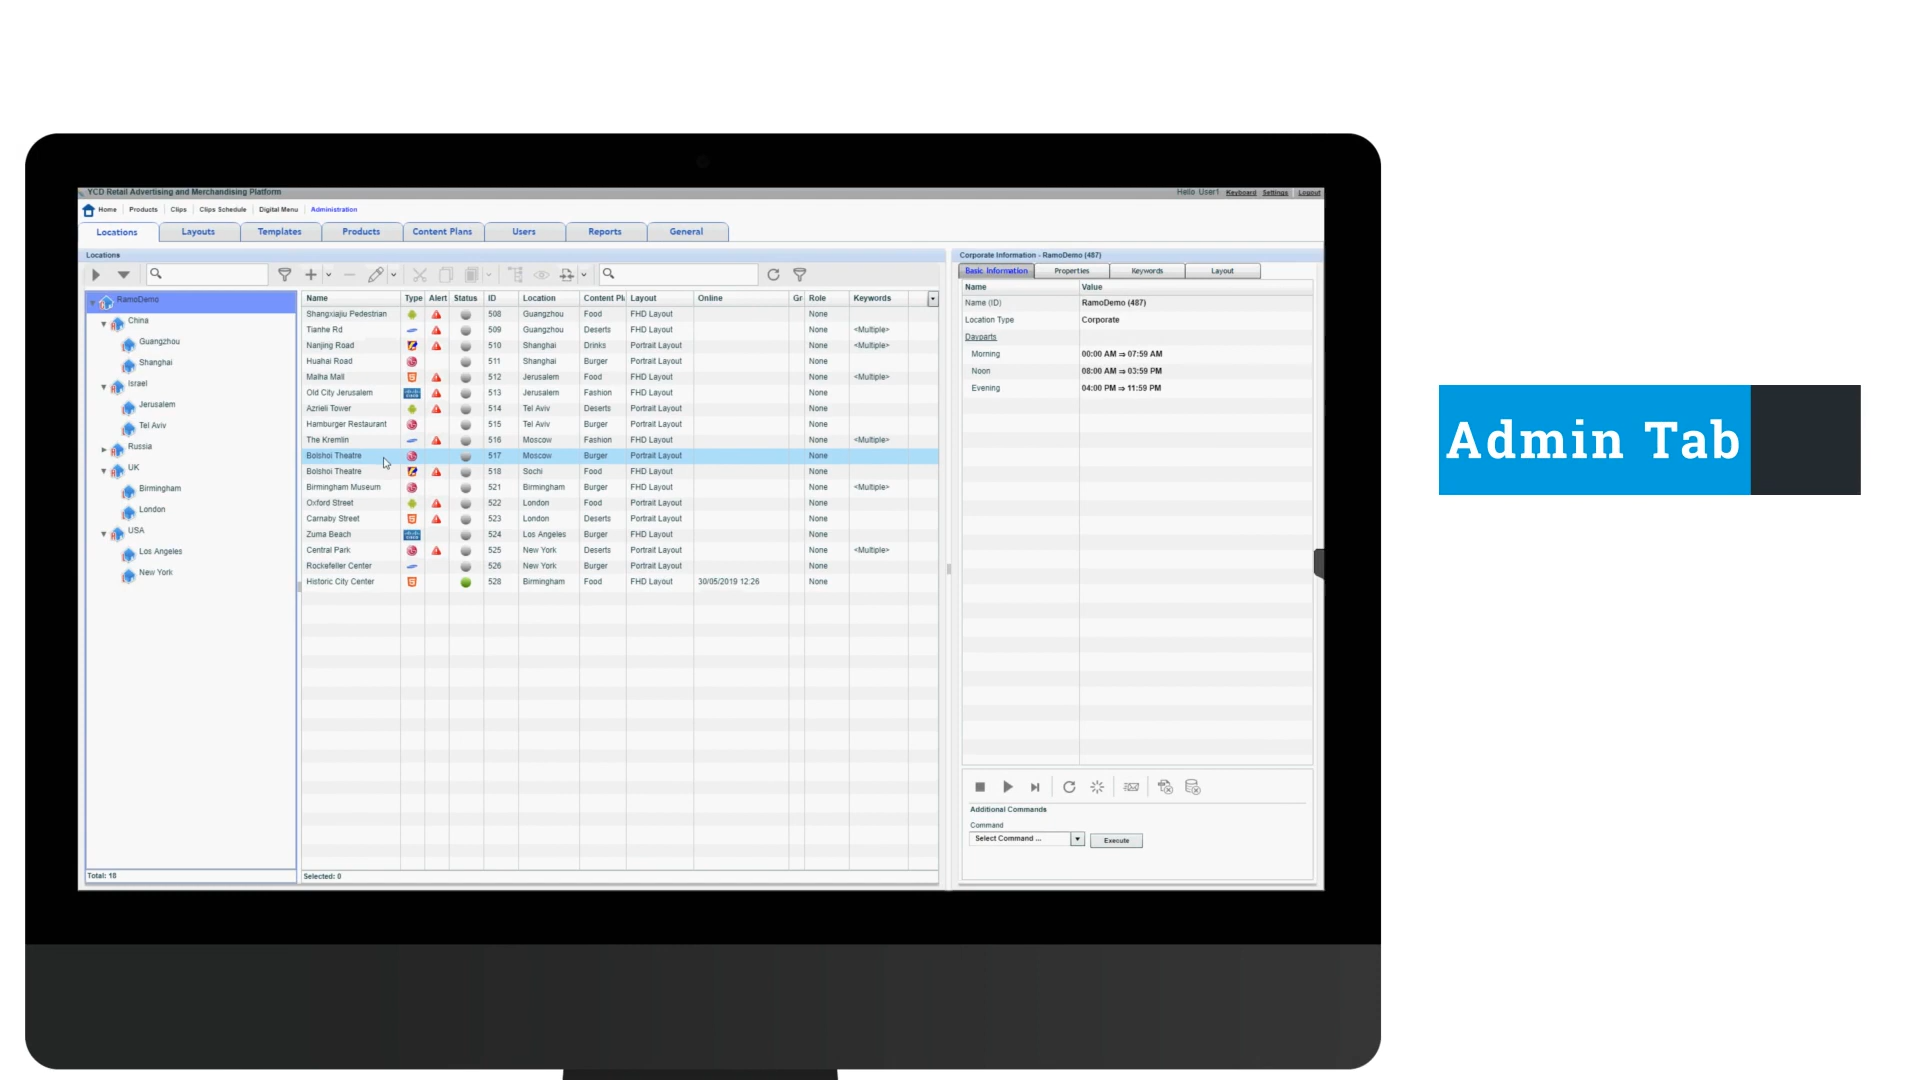 YCD Retail Advertising and Merchandising Platform
Hello User1 Keyboard Settings Logout
Home Products Clips Clips Schedule Digital Menu Administration
Locations Layouts Templates Products Content Plans Users Reports General
Locations
Total: 18
RamoDemo
China
Guangzhou
Shanghai
Israel
Jerusalem
Tel Aviv
Russia
UK
Birmingham
London
USA
Los Angeles
New York
Name Type Alert Status ID Location Content Pl Layout Online Gr Role Keywords
Shangxiajiu Pedestrian 508 Guangzhou Food FHD Layout None
Tianhe Rd 509 Guangzhou Deserts FHD Layout None <Multiple>
Nanjing Road 510 Shanghai Drinks Portrait Layout None <Multiple>
Huahai Road 511 Shanghai Burger Portrait Layout None
Malha Mall 512 Jerusalem Food FHD Layout None <Multiple>
Old City Jerusalem 513 Jerusalem Fashion FHD Layout None
Azrieli Tower 514 Tel Aviv Deserts Portrait Layout None
Hamburger Restaurant 515 Tel Aviv Burger Portrait Layout None
The Kremlin 516 Moscow Fashion FHD Layout None <Multiple>
Bolshoi Theatre 517 Moscow Burger Portrait Layout None
Bolshoi Theatre 518 Sochi Food FHD Layout None
Birmingham Museum 521 Birmingham Burger FHD Layout None <Multiple>
Oxford Street 522 London Food Portrait Layout None
Carnaby Street 523 London Deserts Portrait Layout None
Zuma Beach 524 Los Angeles Burger FHD Layout None
Central Park 525 New York Deserts Portrait Layout None <Multiple>
Rockefeller Center 526 New York Burger Portrait Layout None
Historic City Center 528 Birmingham Food FHD Layout 30/05/2019 12:26 None
Selected: 0
Corporate Information - RamoDemo (487)
Basic Information Properties Keywords Layout
Name Value
Name (ID) RamoDemo (487)
Location Type Corporate
Dayparts
Morning 00:00 AM ⇒ 07:59 AM
Noon 08:00 AM ⇒ 03:59 PM
Evening 04:00 PM ⇒ 11:59 PM
Additional Commands
Command
Select Command ... Execute
Admin Tab